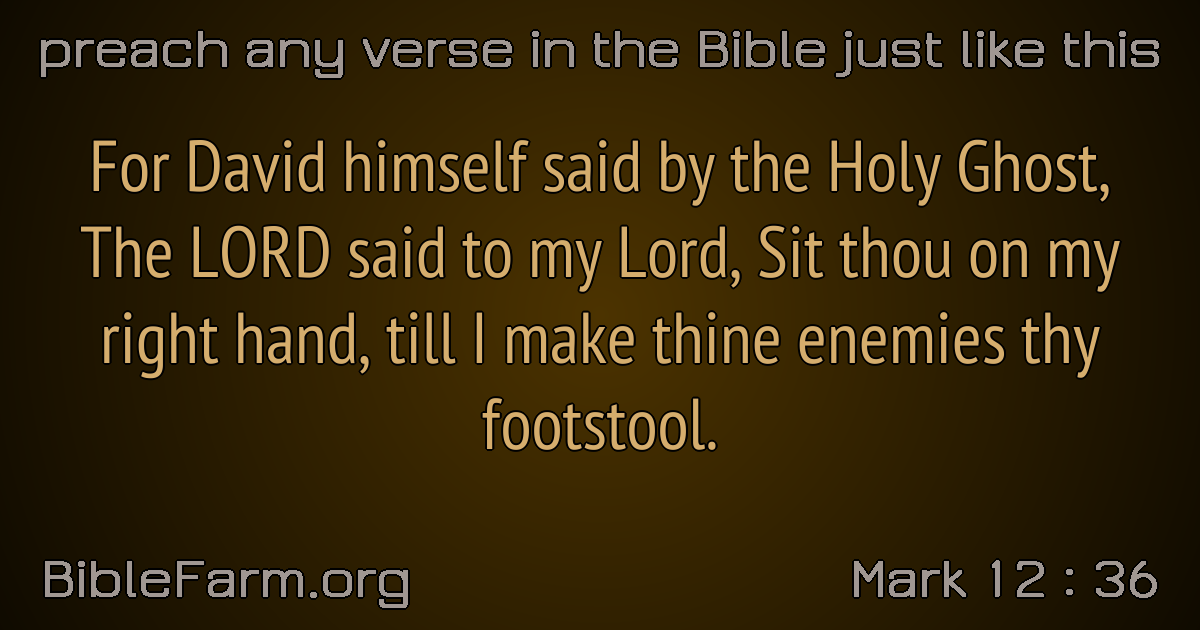 preach any verse in the Bible just like this
For David himself said by the Holy Ghost,
The LORD said to my Lord, Sit thou on my
right hand, till I make thine enemies thy
footstool.
BibleFarm.org
Mark 12 : 36